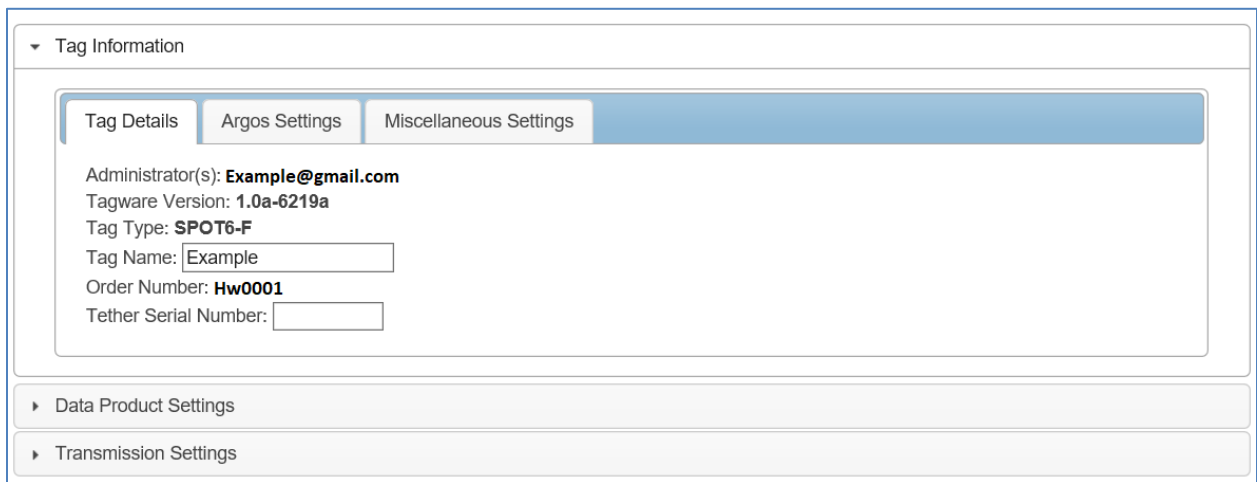 Tag Information
Tag Details Argos Settings Miscellaneous Settings
Administrator(s): Example@gmail.com
Tagware Version: 1.0a-6219a
Tag Type: SPOT6-F
Tag Name: Example
Order Number: Hw0001
Tether Serial Number:
Data Product Settings
Transmission Settings